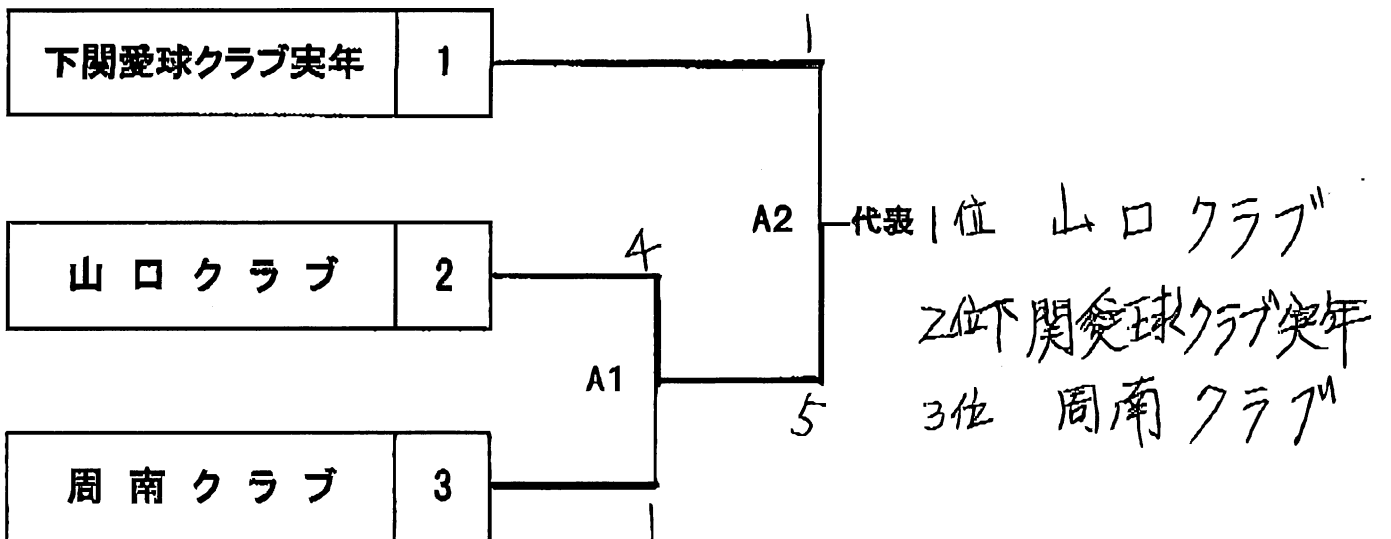 1
下関愛球クラブ実年 1
A2 代表 1位 山口クラブ
山口クラブ 2 4
2位下関愛球クラブ実年
A1
5 3位 周南クラブ
周南クラブ 3
1